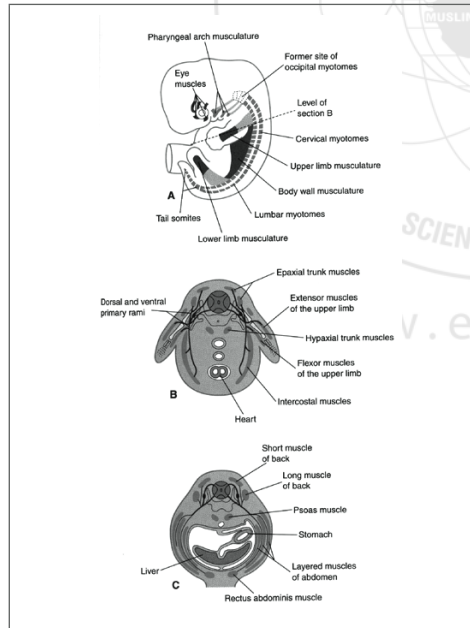 Pharyngeal arch musculature
Former site of
occipital myotomes
Eye
muscles
Level of
section B
Cervical myotomes
Upper limb musculature
Body wall musculature
A
Tail somites
Lumbar myotomes
Lower limb musculature
Epaxial trunk muscles
Dorsal and ventral
primary rami
Extensor muscles
of the upper limb
Hypaxial trunk muscles
Flexor muscles
of the upper limb
B
Intercostal muscles
Heart
Short muscle
of back
Long muscle
of back
Psoas muscle
Stomach
Liver
Layered muscles
of abdomen
C
Rectus abdominis muscle
MUSLIM
SCIEN
w.e